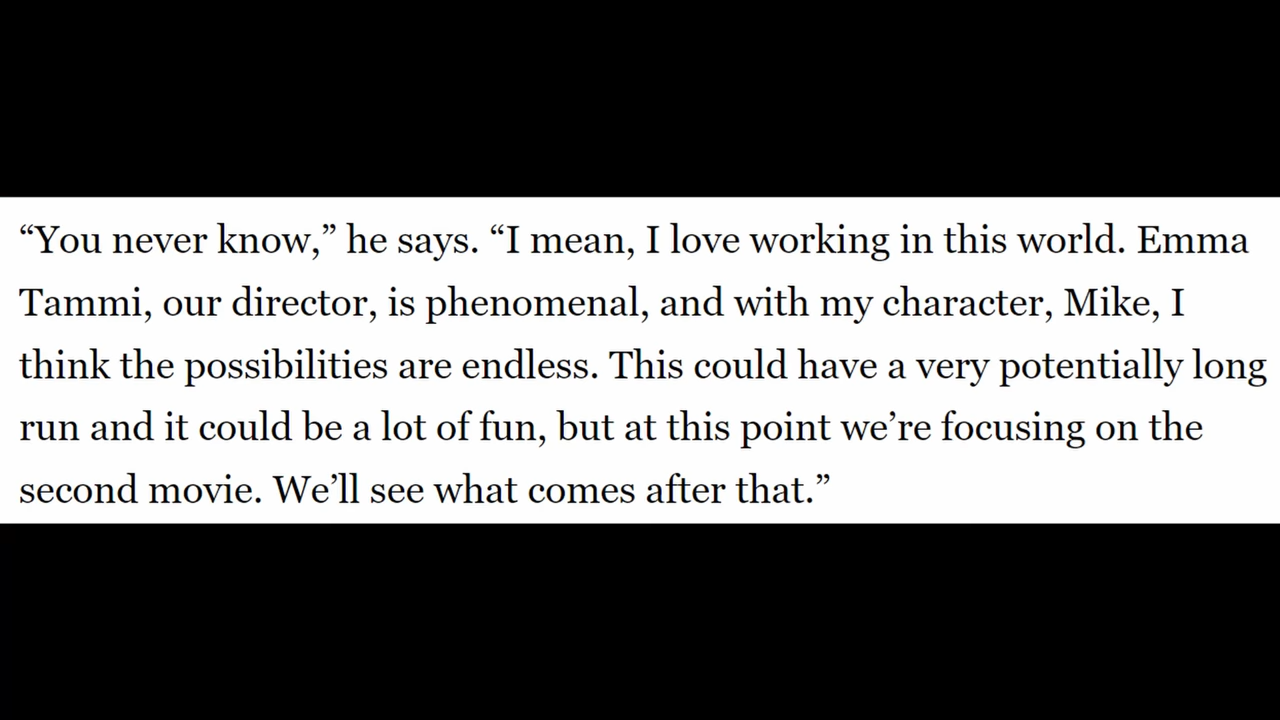 “You never know,” he says. “I mean, I love working in this world. Emma
Tammi, our director, is phenomenal, and with my character, Mike, I
think the possibilities are endless. This could have a very potentially long
run and it could be a lot of fun, but at this point we’re focusing on the
second movie. We’ll see what comes after that.”